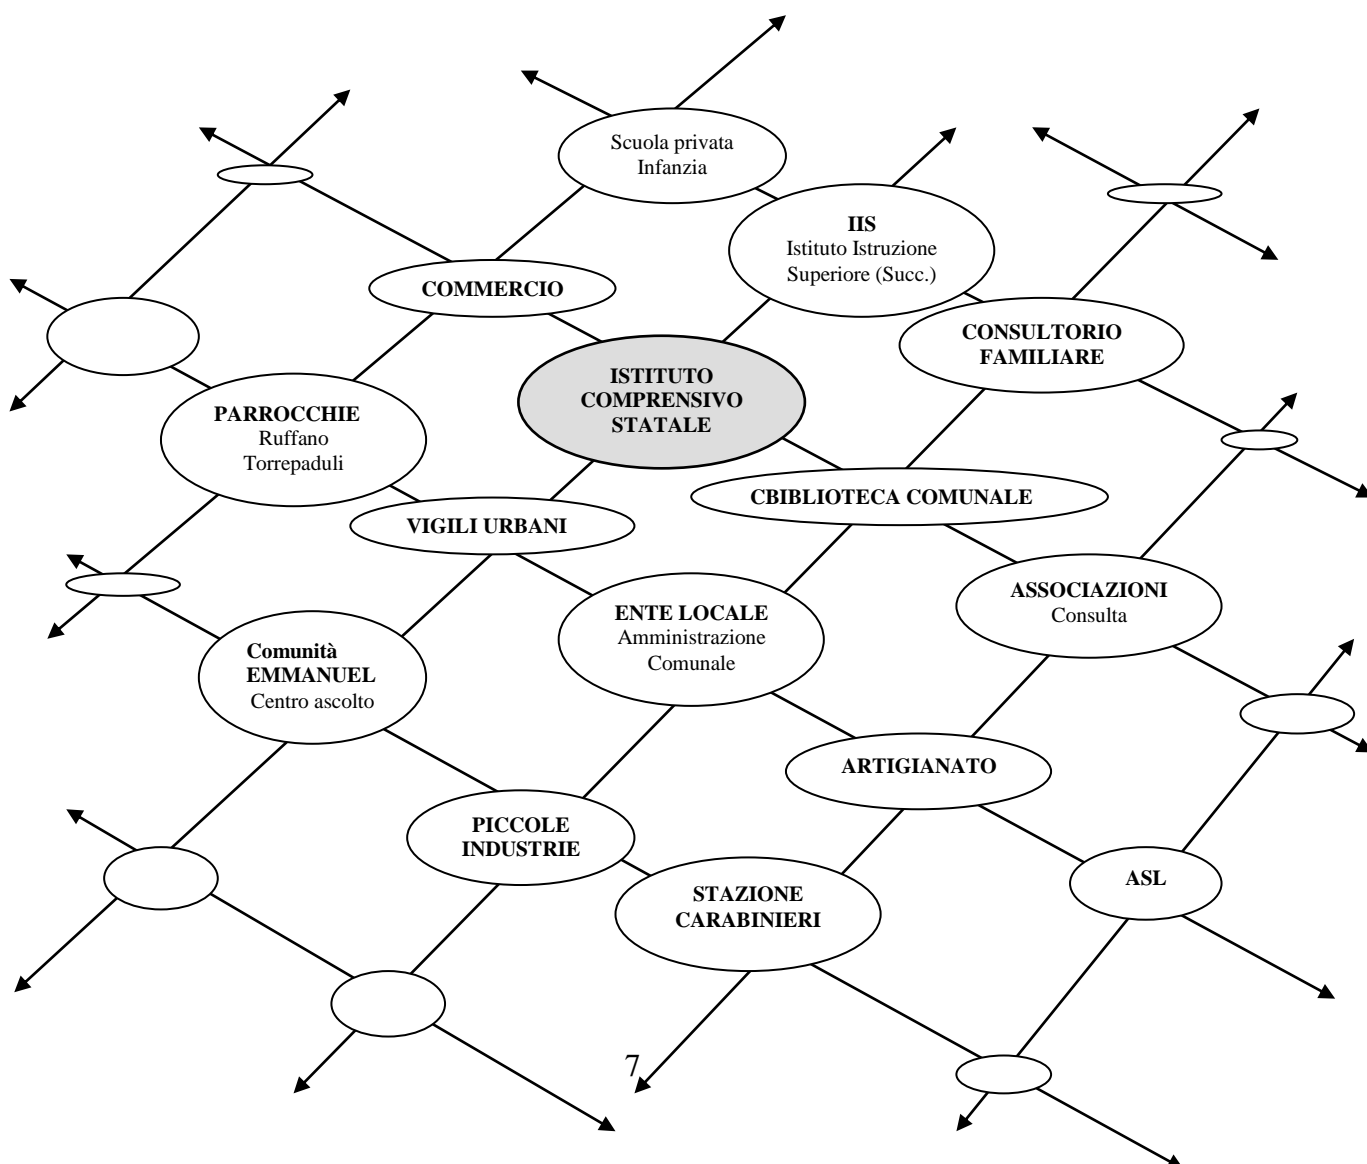 Scuola privata
Infanzia
IIS
Istituto Istruzione
Superiore (Succ.)
COMMERCIO
CONSULTORIO
FAMILIARE
ISTITUTO
COMPRENSIVO
STATALE
PARROCCHIE
Ruffano
Torrepaduli
CBIBLIOTECA COMUNALE
VIGILI URBANI
ASSOCIAZIONI
Consulta
ENTE LOCALE
Amministrazione
Comunale
Comunità
EMMANUEL
Centro ascolto
ARTIGIANATO
PICCOLE
INDUSTRIE
ASL
STAZIONE
CARABINIERI
7